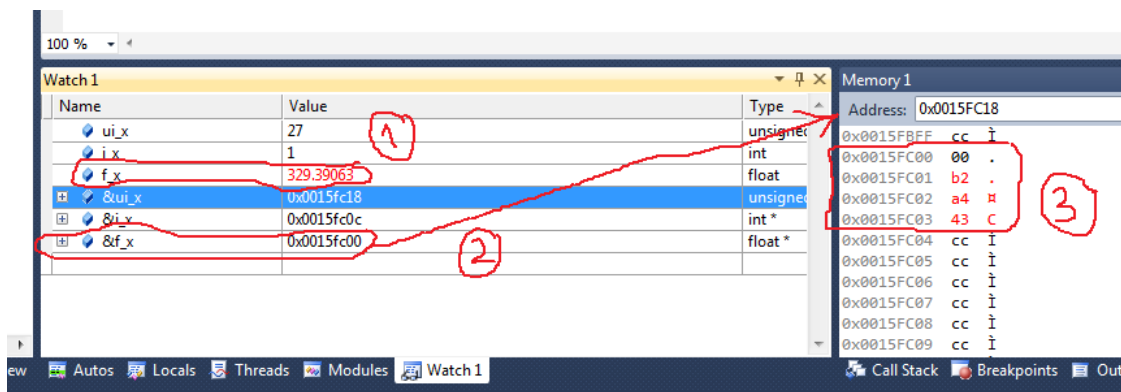 100 %
Watch 1
Name Value Type
ui_x 27 unsigned
i_x 1 int
f_x 329.39063 float
&ui_x 0x0015fc18 unsigned
&i_x 0x0015fc0c int *
&f_x 0x0015fc00 float *
1
2
Memory 1
Address: 0x0015FC18
0x0015FBFF cc Ì
0x0015FC00 00 .
0x0015FC01 b2 .
0x0015FC02 a4 ¤
0x0015FC03 43 C
0x0015FC04 cc Ì
0x0015FC05 cc Ì
0x0015FC06 cc Ì
0x0015FC07 cc Ì
0x0015FC08 cc Ì
0x0015FC09 cc Ì
3
ew Autos Locals Threads Modules Watch 1 Call Stack Breakpoints Out